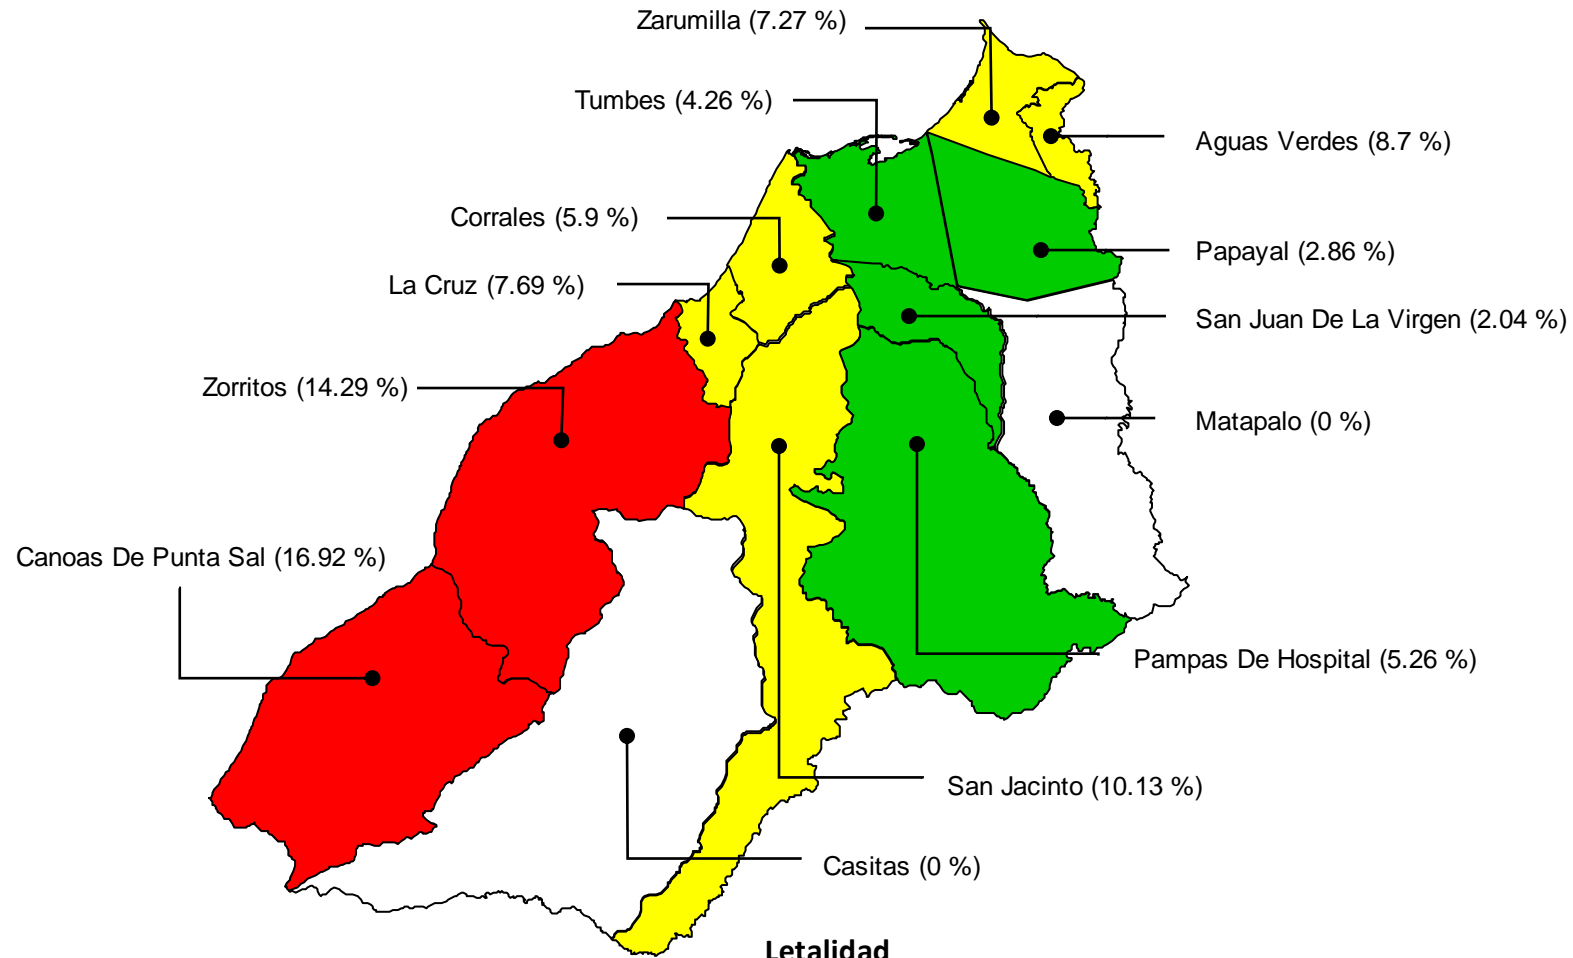 Zarumilla (7.27 %)
Tumbes (4.26 %)
Aguas Verdes (8.7 %)
Corrales (5.9 %)
Papayal (2.86 %)
La Cruz (7.69 %)
San Juan De La Virgen (2.04 %)
Zorritos (14.29 %)
Matapalo (0 %)
Canoas De Punta Sal (16.92 %)
Pampas De Hospital (5.26 %)
San Jacinto (10.13 %)
Casitas (0 %)
Letalidad